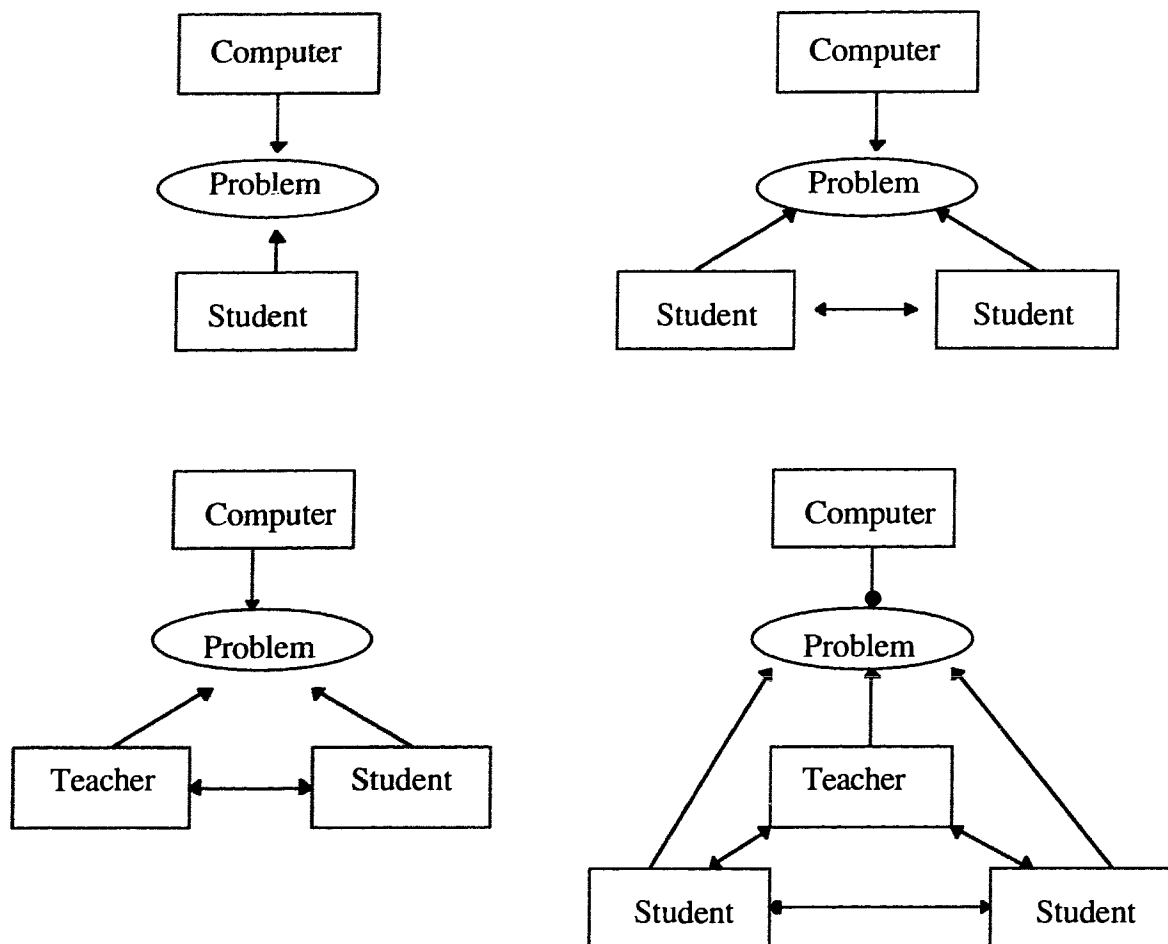 Computer
Problem
Student
Computer
Problem
Student Student
Computer
Problem
Teacher Student
Computer
Problem
Teacher
Student Student